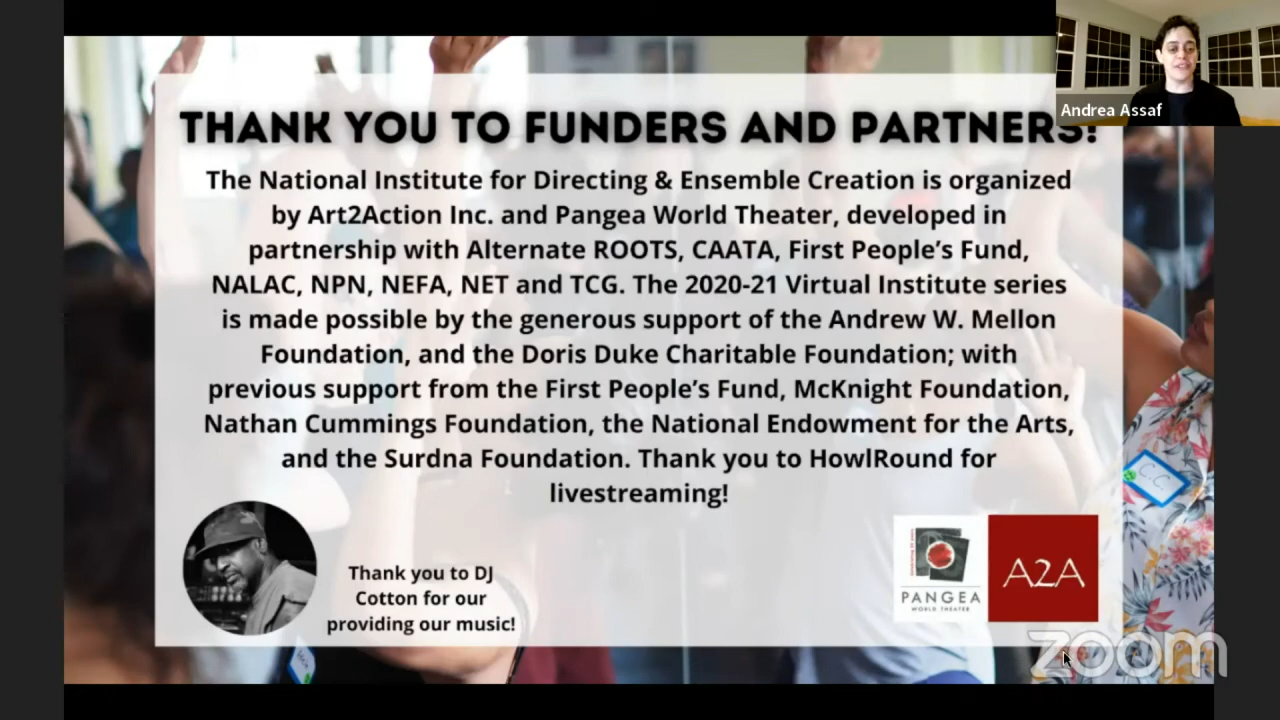 Andrea Assaf
THANK YOU TO FUNDERS AND PARTNERS!
The National Institute for Directing & Ensemble Creation is organized
by Art2Action Inc. and Pangea World Theater, developed in
partnership with Alternate ROOTS, CAATA, First People's Fund,
NALAC, NPN, NEFA, NET and TCG. The 2020-21 Virtual Institute series
is made possible by the generous support of the Andrew W. Mellon
Foundation, and the Doris Duke Charitable Foundation; with
previous support from the First People's Fund, McKnight Foundation,
Nathan Cummings Foundation, the National Endowment for the Arts,
and the Surdna Foundation. Thank you to HowlRound for
livestreaming!
Thank you to DJ
Cotton for our
providing our music!
PANGEA
WORLD THEATER
A2A
C.C.
zoom